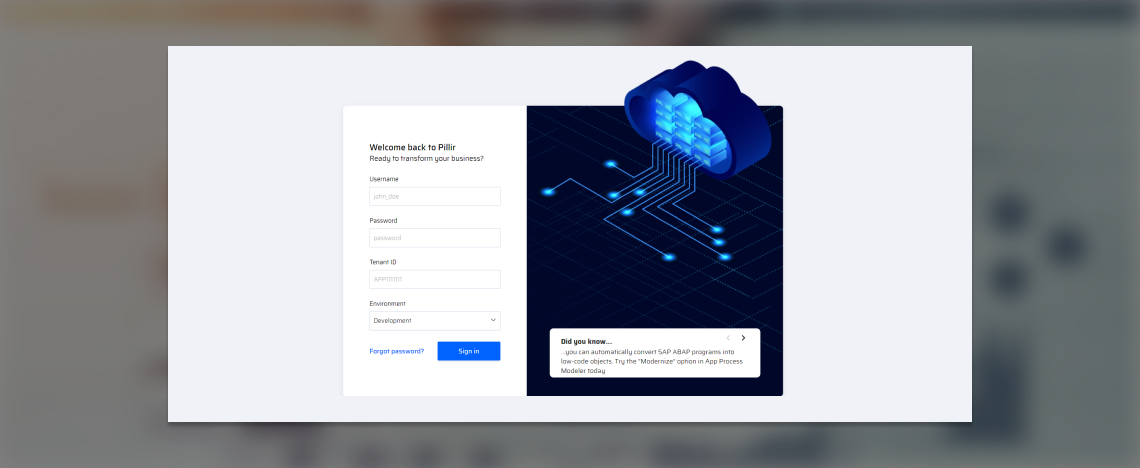 Welcome back to Pillir
Ready to transform your business?
Username
john_doe
Password
password
Tenant ID
Environment
Development
Forgot password?
Sign in
Did you know...
...you can automatically convert SAP ABAP programs into
low-code objects. Try the "Modernize" option in App Process
Modeler today